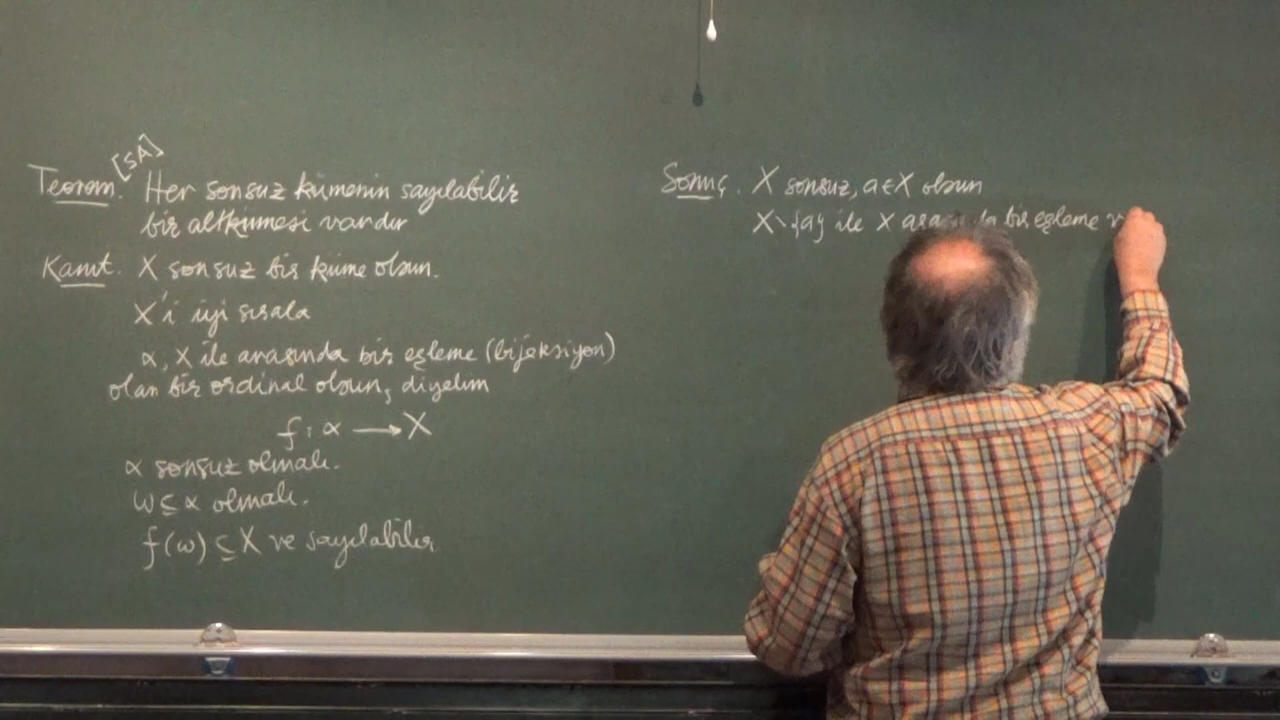 [SA]
Teorem. Her sonsuz kümenin sayılabilir
bir altkümesi vardır
Kanıt. X sonsuz bir küme olsun.
X'i iyi sırala
α, X ile arasında bir eşleme (bijeksiyon)
olan bir ordinal olsun, diyelim
f : α ⟶ X
α sonsuz olmalı.
ω ⊆ α olmalı.
f(ω) ⊆ X ve sayılabilir
Sonuç. X sonsuz, a ∈ X olsun
X∖{a} ile X arasında bir eşleme